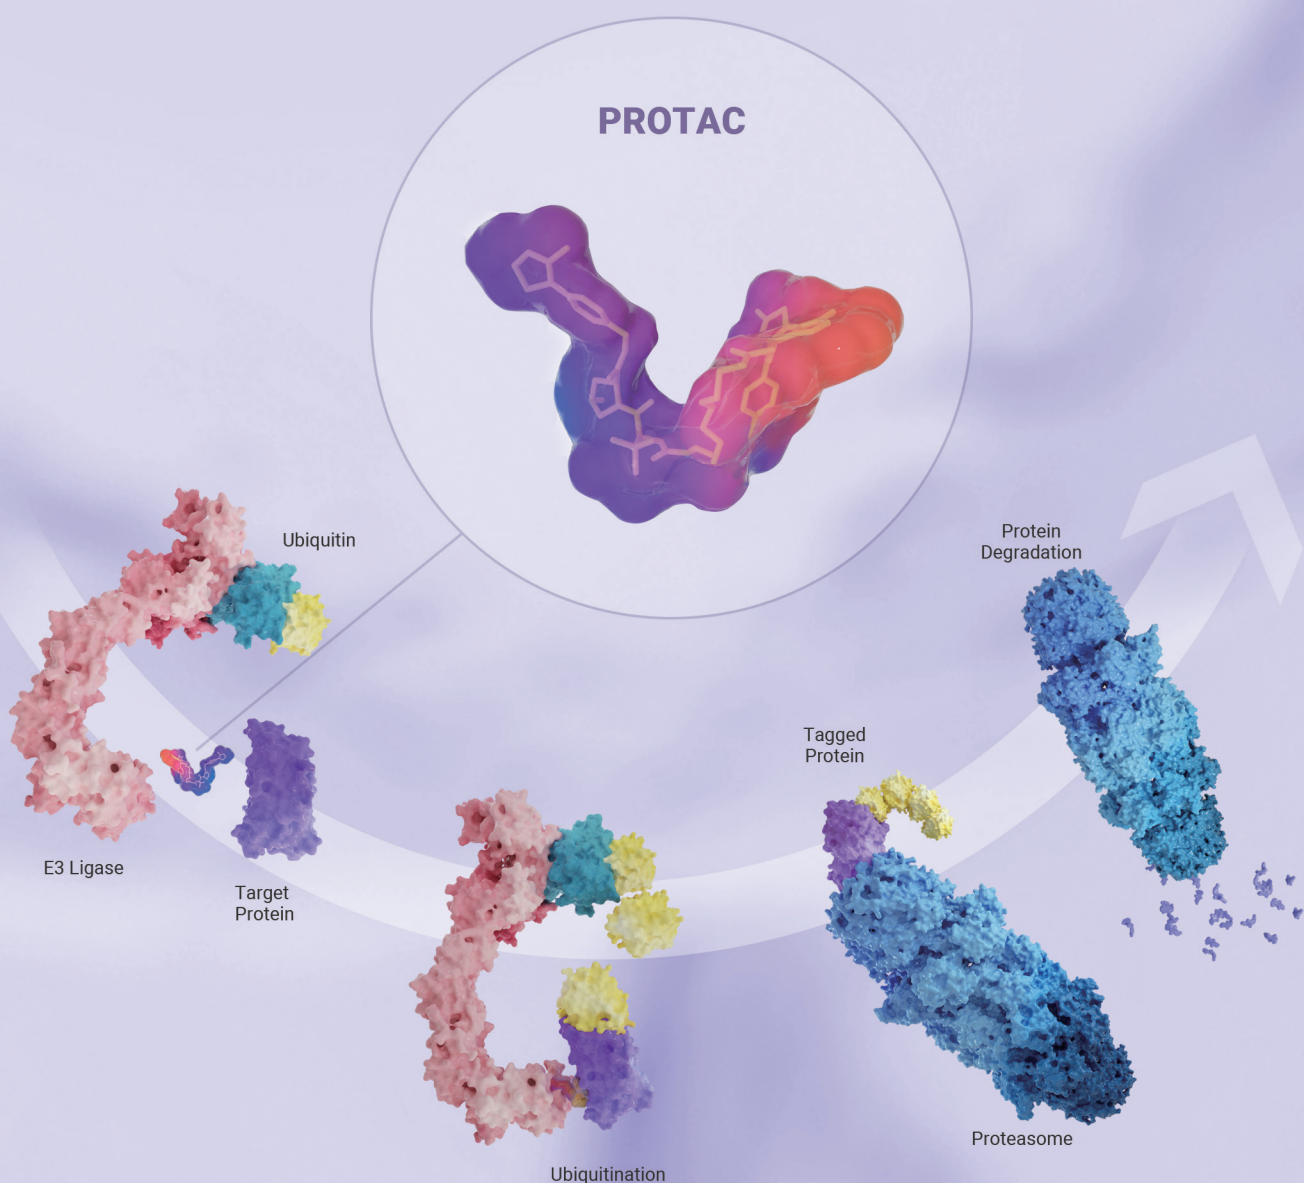 PROTAC
Ubiquitin
E3 Ligase
Target
Protein
Ubiquitination
Tagged
Protein
Proteasome
Protein
Degradation